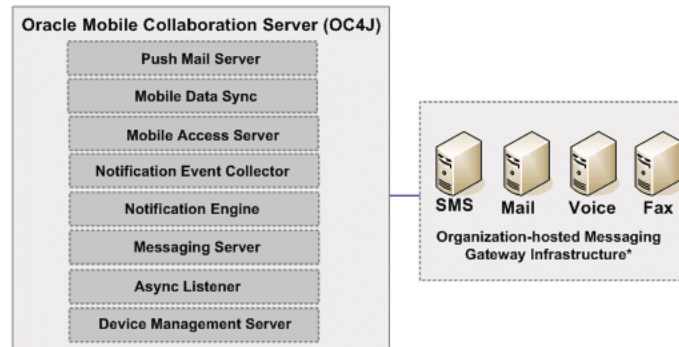 Oracle Mobile Collaboration Server (OC4J)
Push Mail Server
Mobile Data Sync
Mobile Access Server
Notification Event Collector
Notification Engine
Messaging Server
Async Listener
Device Management Server
SMS Mail Voice Fax
Organization-hosted Messaging
Gateway Infrastructure*